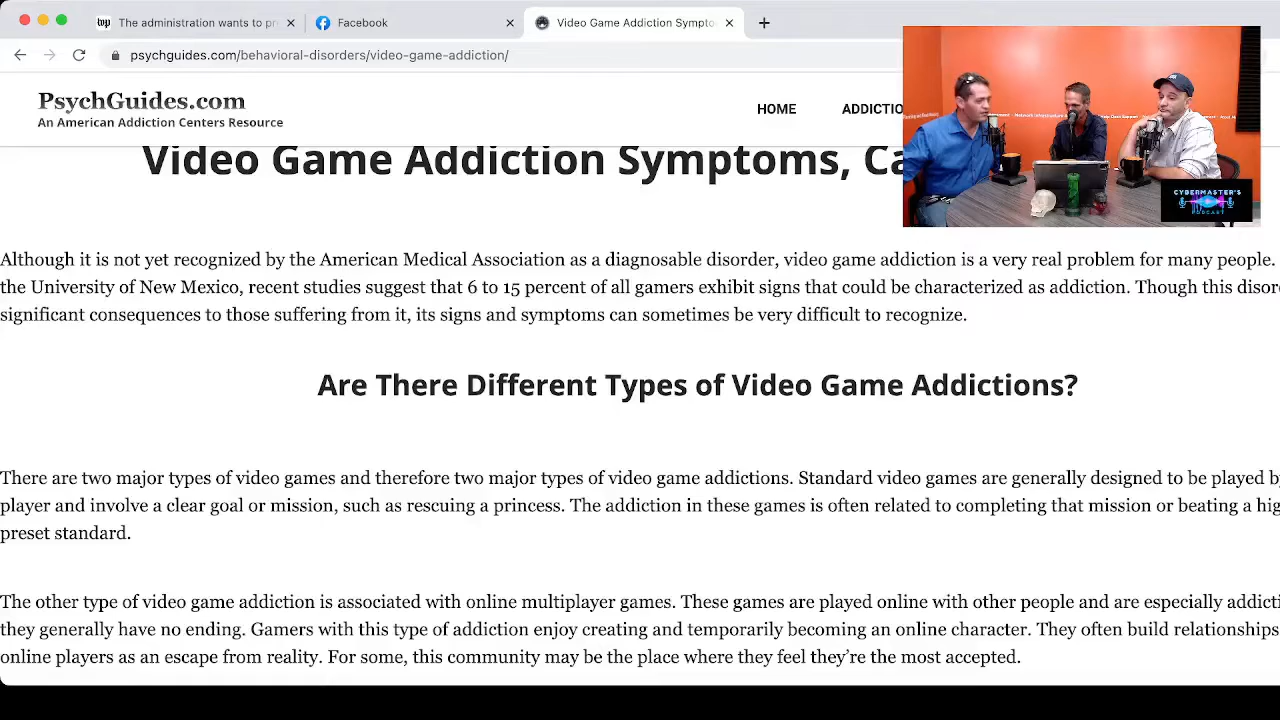 The administration wants to pr
Facebook
Video Game Addiction Sympto
psychguides.com/behavioral-disorders/video-game-addiction/
PsychGuides.com
An American Addiction Centers Resource
HOME
ADDICTIO
Video Game Addiction Symptoms, Ca
CYBERMASTER'S
PODCAST
Although it is not yet recognized by the American Medical Association as a diagnosable disorder, video game addiction is a very real problem for many people.
the University of New Mexico, recent studies suggest that 6 to 15 percent of all gamers exhibit signs that could be characterized as addiction. Though this disor
significant consequences to those suffering from it, its signs and symptoms can sometimes be very difficult to recognize.
Are There Different Types of Video Game Addictions?
There are two major types of video games and therefore two major types of video game addictions. Standard video games are generally designed to be played by
player and involve a clear goal or mission, such as rescuing a princess. The addiction in these games is often related to completing that mission or beating a hig
preset standard.
The other type of video game addiction is associated with online multiplayer games. These games are played online with other people and are especially addicti
they generally have no ending. Gamers with this type of addiction enjoy creating and temporarily becoming an online character. They often build relationships
online players as an escape from reality. For some, this community may be the place where they feel they're the most accepted.